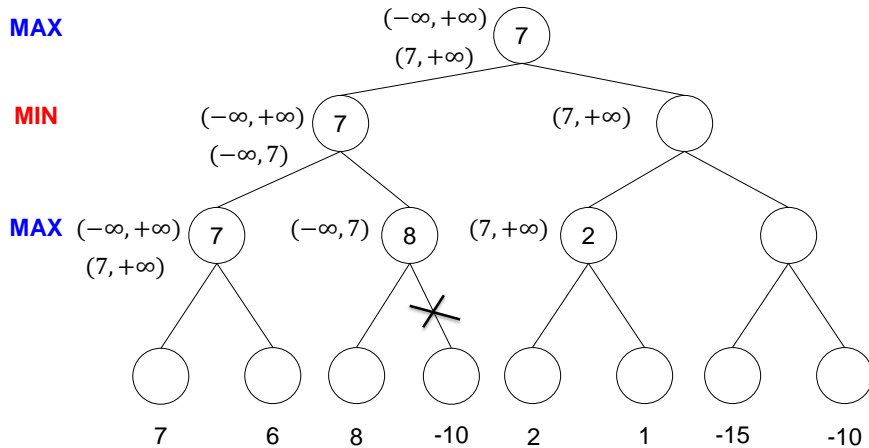 MAX (−∞, +∞) 7
(7, +∞)
MIN (−∞, +∞) 7 (7, +∞)
(−∞, 7)
MAX (−∞, +∞) 7 (−∞, 7) 8 (7, +∞) 2
(7, +∞)
7 6 8 -10 2 1 -15 -10